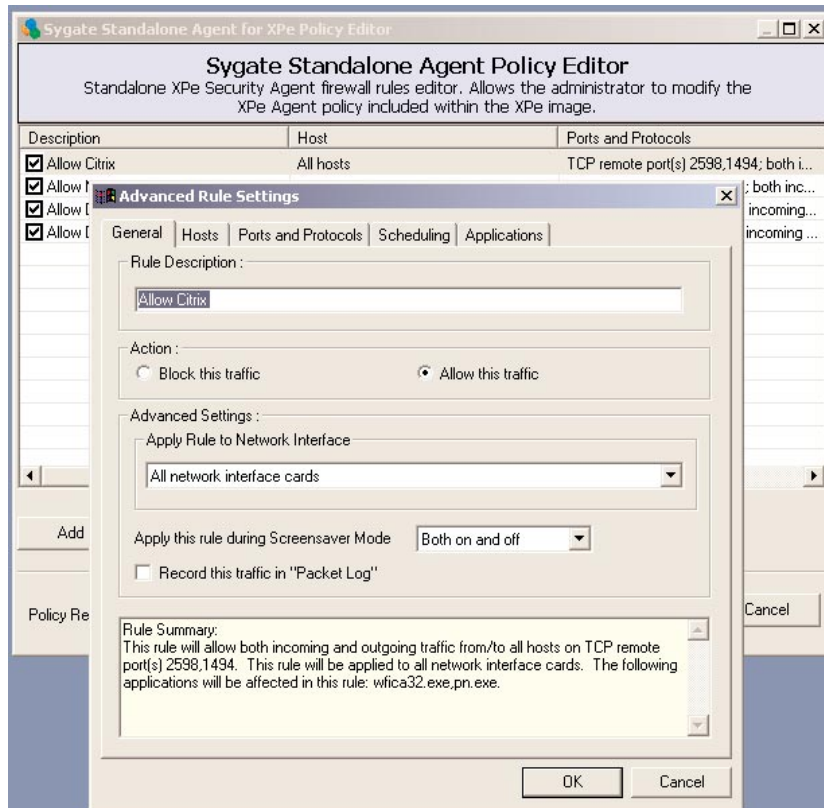 Sygate Standalone Agent for XPe Policy Editor
Sygate Standalone Agent Policy Editor
Standalone XPe Security Agent firewall rules editor. Allows the administrator to modify the
XPe Agent policy included within the XPe image.
Description Host Ports and Protocols
Allow Citrix All hosts TCP remote port(s) 2598,1494; both i...
Allow ; both inc...
Allow incoming...
Allow incoming ...
Advanced Rule Settings
General Hosts Ports and Protocols Scheduling Applications
Rule Description :
Allow Citrix
Action :
Block this traffic Allow this traffic
Advanced Settings :
Apply Rule to Network Interface
All network interface cards
Apply this rule during Screensaver Mode Both on and off
Record this traffic in "Packet Log"
Add
Policy Re
Cancel
Rule Summary:
This rule will allow both incoming and outgoing traffic from/to all hosts on TCP remote
port(s) 2598,1494. This rule will be applied to all network interface cards. The following
applications will be affected in this rule: wfica32.exe,pn.exe.
OK Cancel